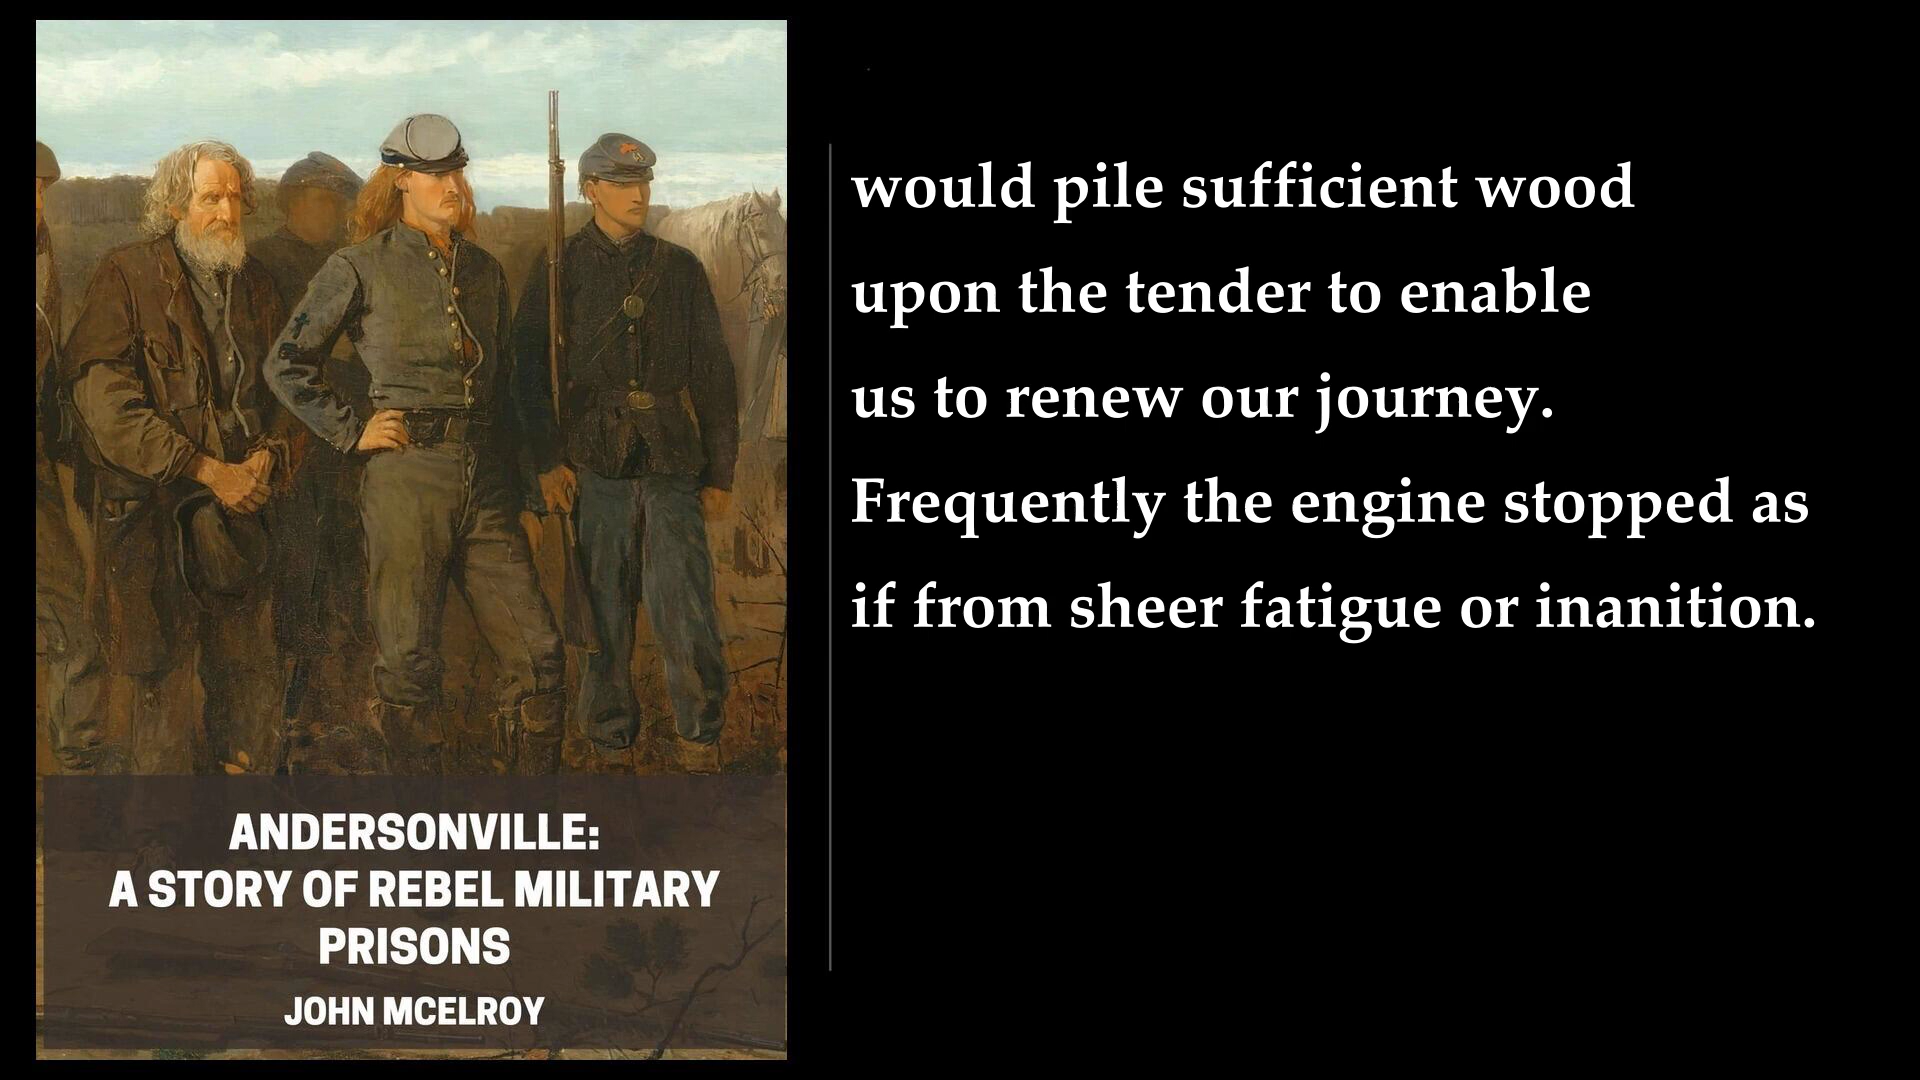 would pile sufficient wood
upon the tender to enable
us to renew our journey.
Frequently the engine stopped as
if from sheer fatigue or inanition.
ANDERSONVILLE:
A STORY OF REBEL MILITARY
PRISONS
JOHN MCELROY